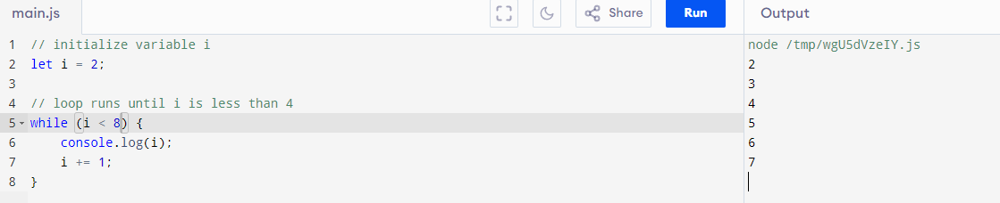 main.js
Share
Run
Output
1 // initialize variable i
2 let i = 2;
3
4 // loop runs until i is less than 4
5 while (i < 8) {
6     console.log(i);
7     i += 1;
8 }
node /tmp/wgU5dVzeIY.js
2
3
4
5
6
7